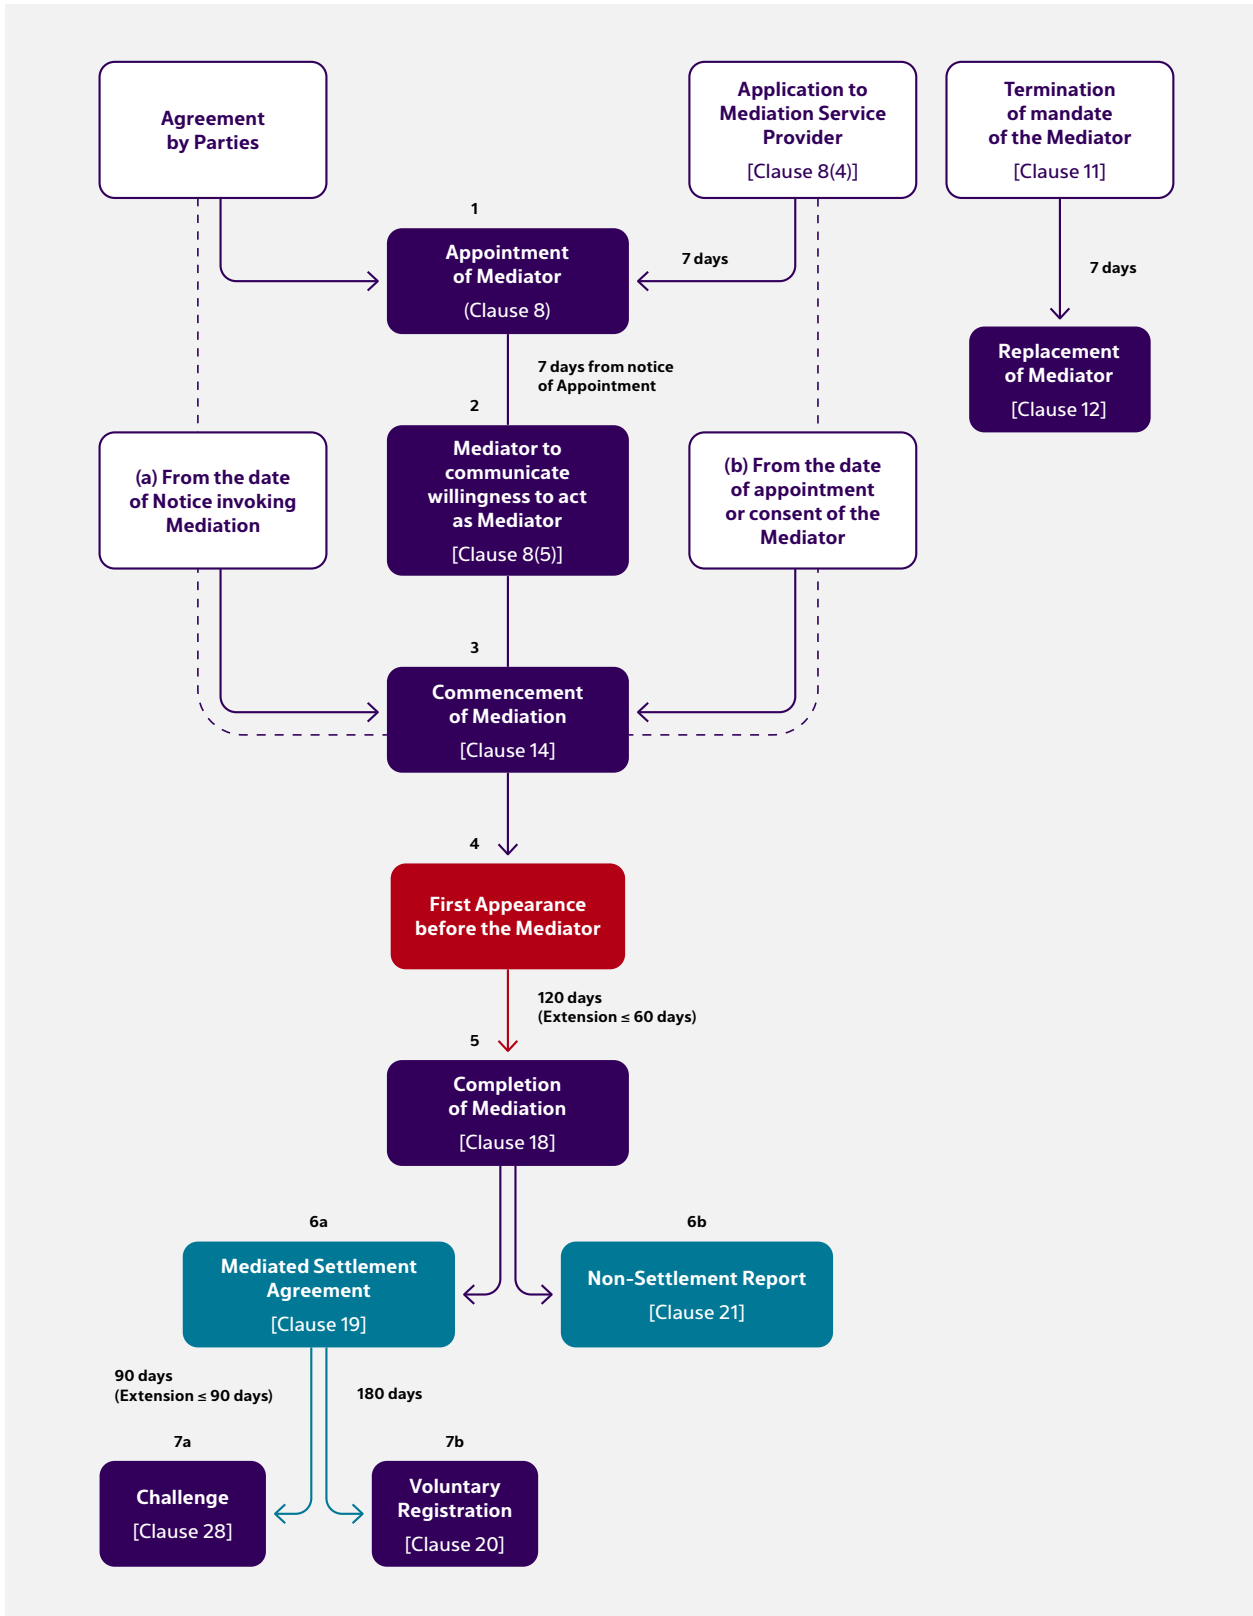 Agreement
by Parties
Application to
Mediation Service
Provider
[Clause 8(4)]
Termination
of mandate
of the Mediator
[Clause 11]
1
Appointment
of Mediator
(Clause 8)
7 days
7 days
Replacement
of Mediator
[Clause 12]
7 days from notice
of Appointment
2
Mediator to
communicate
willingness to act
as Mediator
[Clause 8(5)]
(a) From the date
of Notice invoking
Mediation
(b) From the date
of appointment
or consent of the
Mediator
3
Commencement
of Mediation
[Clause 14]
4
First Appearance
before the Mediator
120 days
(Extension ≤ 60 days)
5
Completion
of Mediation
[Clause 18]
6a
Mediated Settlement
Agreement
[Clause 19]
6b
Non-Settlement Report
[Clause 21]
90 days
(Extension ≤ 90 days)
180 days
7a
Challenge
[Clause 28]
7b
Voluntary
Registration
[Clause 20]